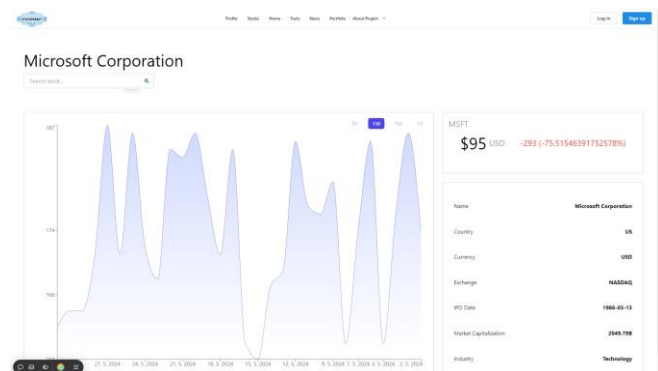 Profile Stocks Home Tools News Portfolio About Project
Log in
Sign up
Microsoft Corporation
Search stock...
1W
MSFT
$95 USD -293 (-75.51546391752578%)
174
27. 5. 2024 24. 5. 2024 21. 5. 2024 18. 5. 2024 15. 5. 2024 12. 5. 2024 9. 5. 2024 7. 5. 2024 5. 5. 2024 2. 5. 2024
Name Microsoft Corporation
Country US
Currency USD
Exchange NASDAQ
IPO Date 1986-03-13
Market Capitalization 2049.79B
Industry Technology